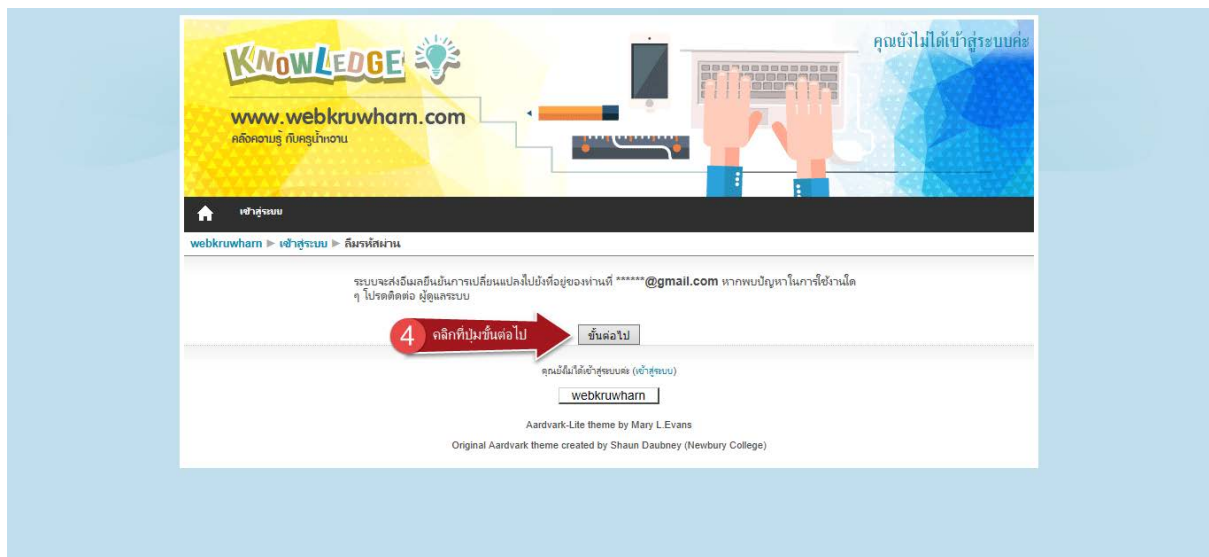 คุณยังไม่ได้เข้าสู่ระบบค่ะ
KNOWLEDGE
www.webkruwharn.com
คลังความรู้ กับครูน้ำหวาน
เข้าสู่ระบบ
webkruwharn ▶ เข้าสู่ระบบ ▶ ลืมรหัสผ่าน
ระบบจะส่งอีเมลยืนยันการเปลี่ยนแปลงไปยังที่อยู่ของท่านที่ ******@gmail.com หากพบปัญหาในการใช้งานใด
ๆ โปรดติดต่อ ผู้ดูแลระบบ
4 คลิกที่ปุ่มขั้นต่อไป ขั้นต่อไป
คุณยังไม่ได้เข้าสู่ระบบค่ะ (เข้าสู่ระบบ)
webkruwharn
Aardvark-Lite theme by Mary L.Evans
Original Aardvark theme created by Shaun Daubney (Newbury College)